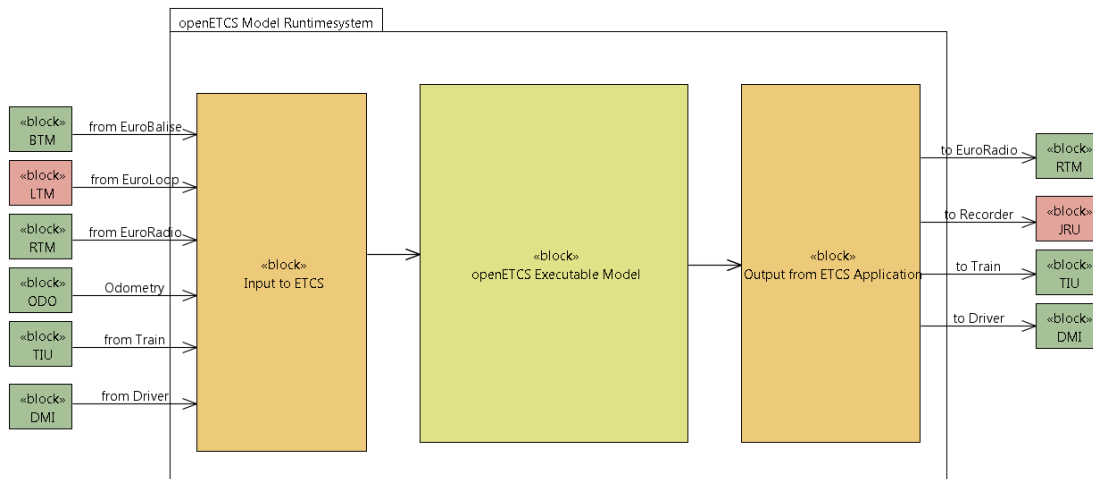 openETCS Model Runtimesystem
«block»
BTM
from EuroBalise
«block»
LTM
from EuroLoop
«block»
RTM
from EuroRadio
«block»
ODO
Odometry
«block»
TIU
from Train
«block»
DMI
from Driver
«block»
Input to ETCS
«block»
openETCS Executable Model
«block»
Output from ETCS Application
to EuroRadio
«block»
RTM
to Recorder
«block»
JRU
to Train
«block»
TIU
to Driver
«block»
DMI